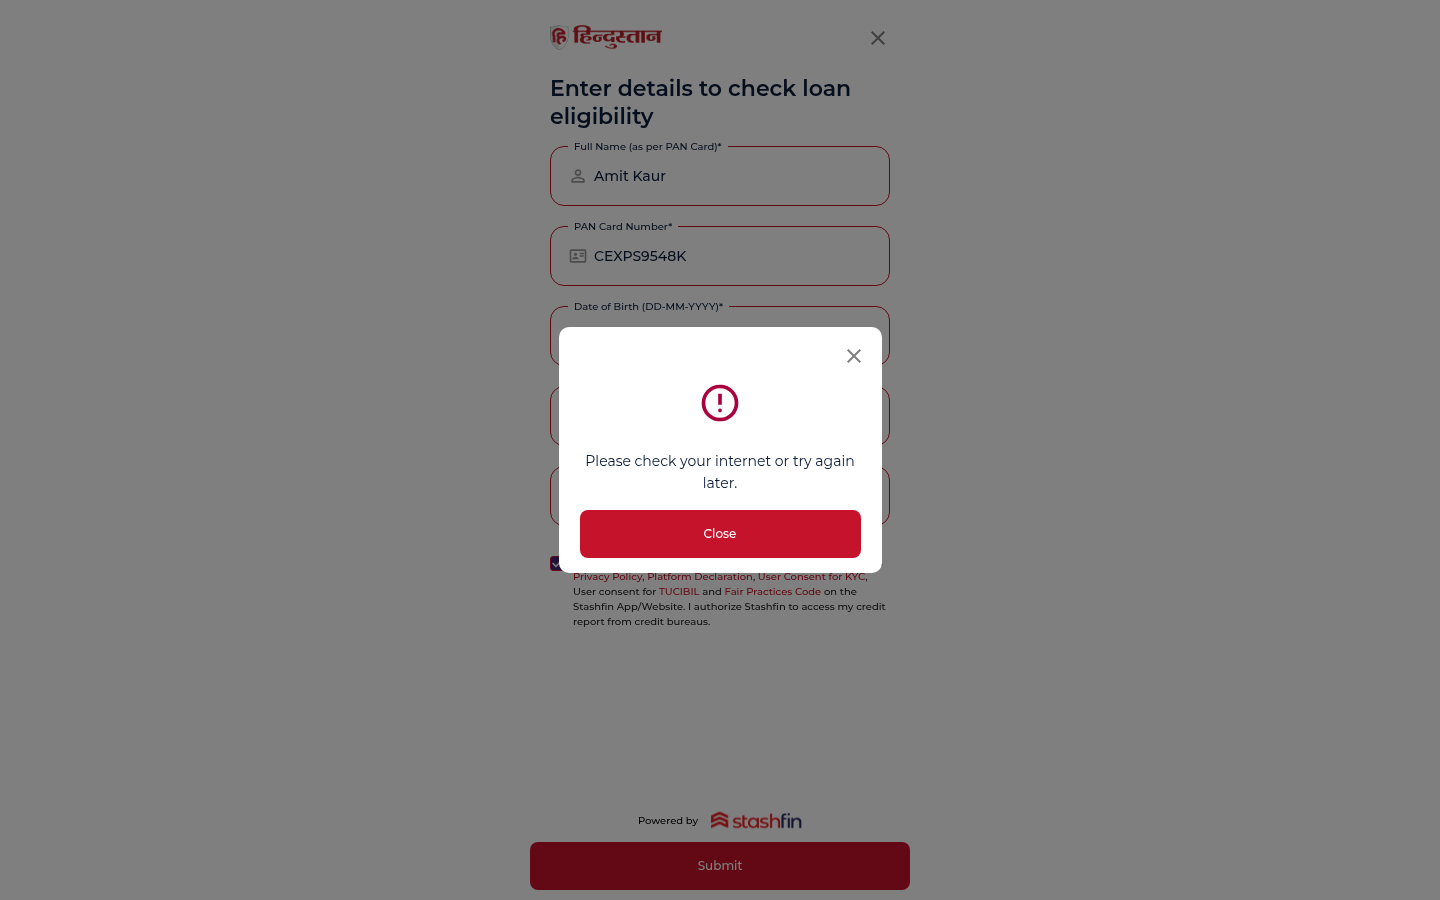 हिन्दुस्तान
Enter details to check loan
eligibility
Full Name (as per PAN Card)*
Amit Kaur
PAN Card Number*
CEXPS9548K
Date of Birth (DD-MM-YYYY)*
Please check your internet or try again
later.
Close
Privacy Policy, Platform Declaration, User Consent for KYC,
User consent for TUCIBIL and Fair Practices Code on the
Stashfin App/Website. I authorize Stashfin to access my credit
report from credit bureaus.
Powered by stashfin
Submit